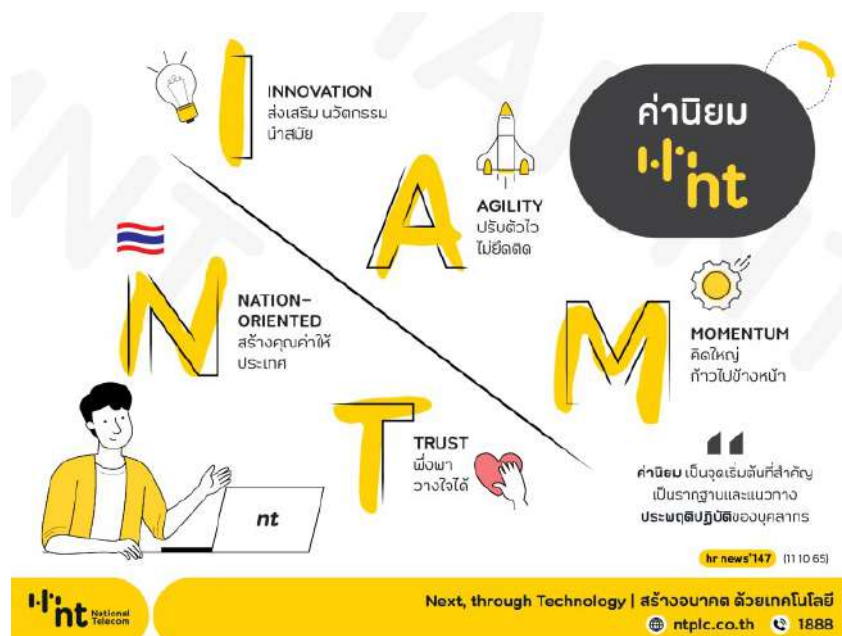 I
INNOVATION
ส่งเสริม นวัตกรรม
นำสมัย
A
AGILITY
ปรับตัวไว
ไม่ยึดติด
M
MOMENTUM
คิดใหญ่
ก้าวไปข้างหน้า
N
NATION-
ORIENTED
สร้างคุณค่าให้
ประเทศ
T
TRUST
พึ่งพา
วางใจได้
ค่านิยม
nt
nt
ค่านิยม เป็นจุดเริ่มต้นที่สำคัญ
เป็นรากฐานและแนวทาง
ประพฤติปฏิบัติของบุคลากร
hr news'147 (11 10 65)
nt National
Telecom
Next, through Technology | สร้างอนาคต ด้วยเทคโนโลยี
ntplc.co.th 1888